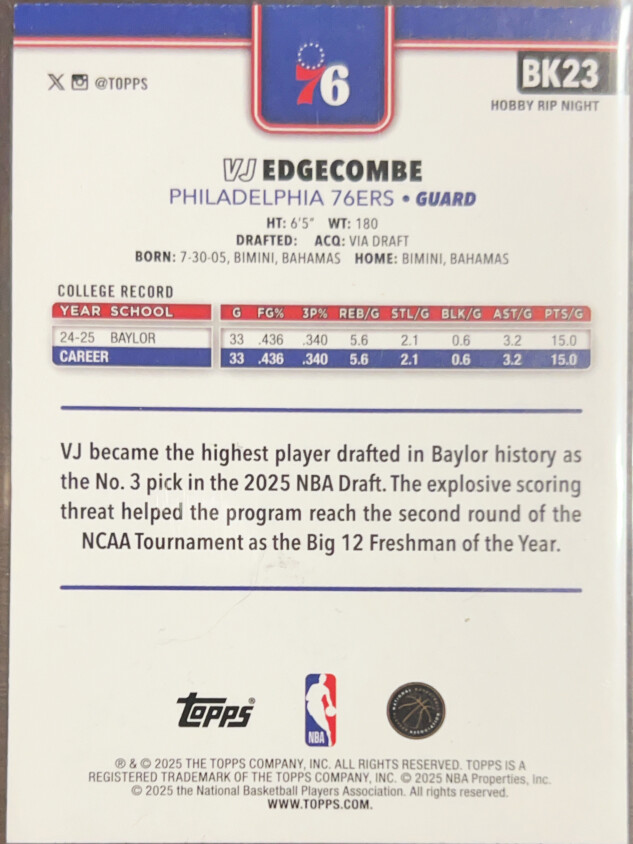 76
BK23
X @TOPPS
HOBBY RIP NIGHT
VJ EDGECOMBE
PHILADELPHIA 76ERS • GUARD
HT: 6'5" WT: 180
DRAFTED: ACQ: VIA DRAFT
BORN: 7-30-05, BIMINI, BAHAMAS HOME: BIMINI, BAHAMAS
COLLEGE RECORD
YEAR SCHOOL G FG% 3P% REB/G STL/G BLK/G AST/G PTS/G
24-25 BAYLOR 33 .436 .340 5.6 2.1 0.6 3.2 15.0
CAREER 33 .436 .340 5.6 2.1 0.6 3.2 15.0
VJ became the highest player drafted in Baylor history as
the No. 3 pick in the 2025 NBA Draft. The explosive scoring
threat helped the program reach the second round of the
NCAA Tournament as the Big 12 Freshman of the Year.
TOPPS®
NBA
® & © 2025 THE TOPPS COMPANY, INC. ALL RIGHTS RESERVED. TOPPS IS A
REGISTERED TRADEMARK OF THE TOPPS COMPANY, INC. © 2025 NBA Properties, Inc.
© 2025 the National Basketball Players Association. All rights reserved.
WWW.TOPPS.COM.